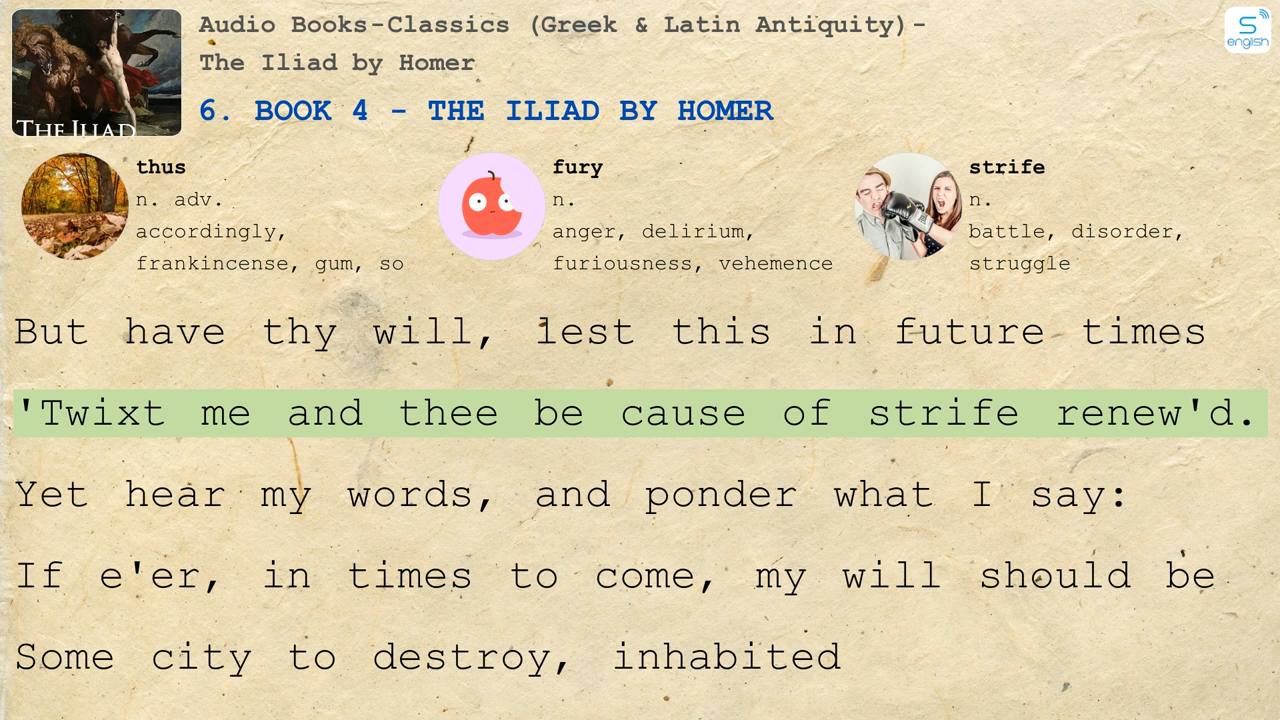 Audio Books-Classics (Greek & Latin Antiquity)-
The Iliad by Homer
6. BOOK 4 - THE ILIAD BY HOMER
THE ILIAD
S
english
thus
n. adv.
accordingly,
frankincense, gum, so
fury
n.
anger, delirium,
furiousness, vehemence
strife
n.
battle, disorder,
struggle
But have thy will, lest this in future times
'Twixt me and thee be cause of strife renew'd.
Yet hear my words, and ponder what I say:
If e'er, in times to come, my will should be
Some city to destroy, inhabited